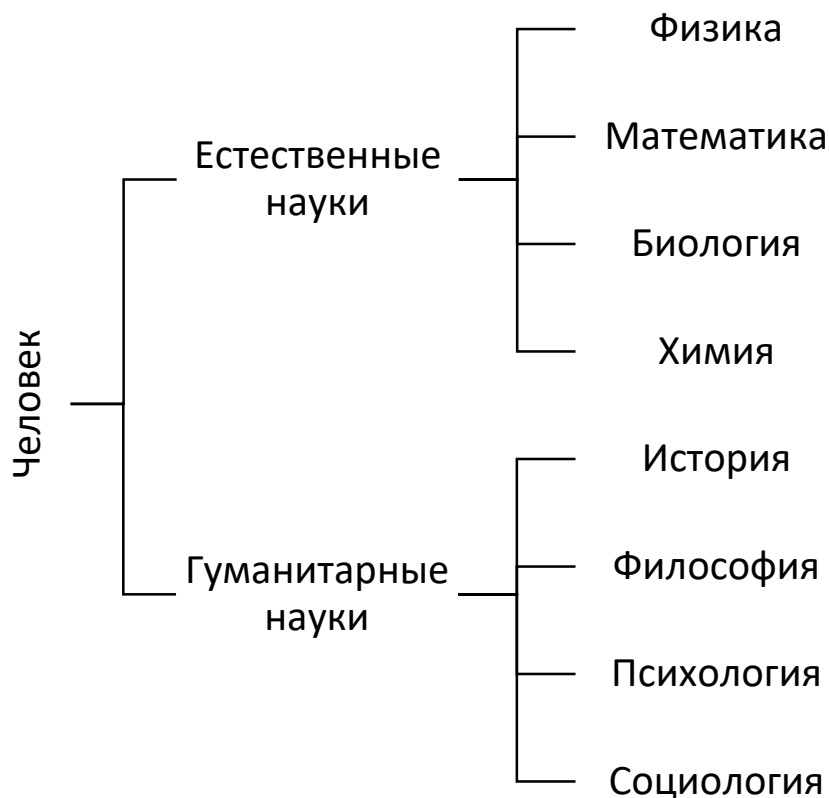 Человек
Естественные
науки
Физика
Математика
Биология
Химия
Гуманитарные
науки
История
Философия
Психология
Социология